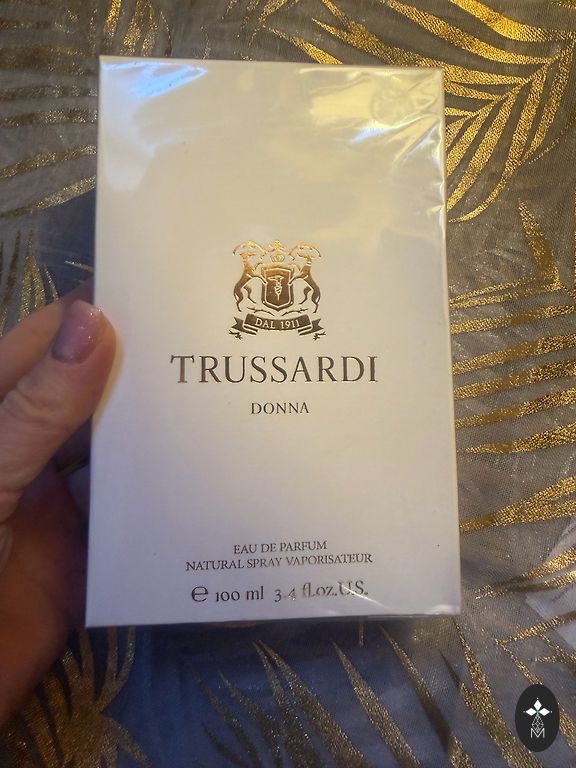 DAL 1911
TRUSSARDI
DONNA
EAU DE PARFUM
NATURAL SPRAY VAPORISATEUR
℮ 100 ml 3.4 fl.oz.U.S.
M